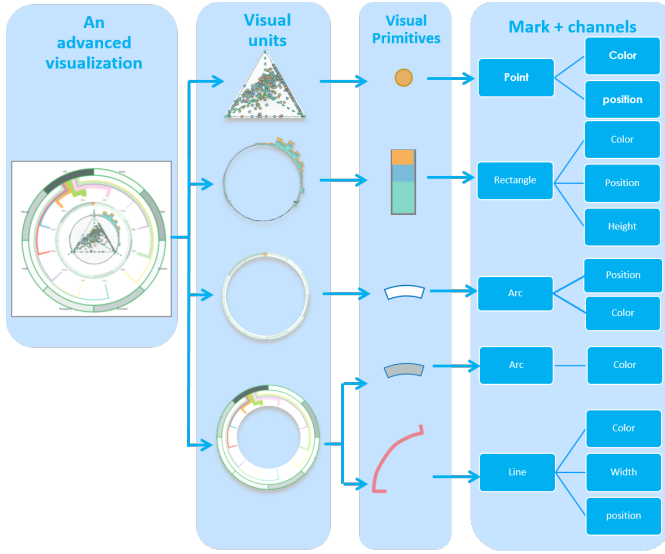 An
advanced
visualization
Visual
units
Visual
Primitives
Mark + channels
Point
Color
position
Rectangle
Color
Position
Height
Arc
Position
Color
Arc
Color
Line
Color
Width
position